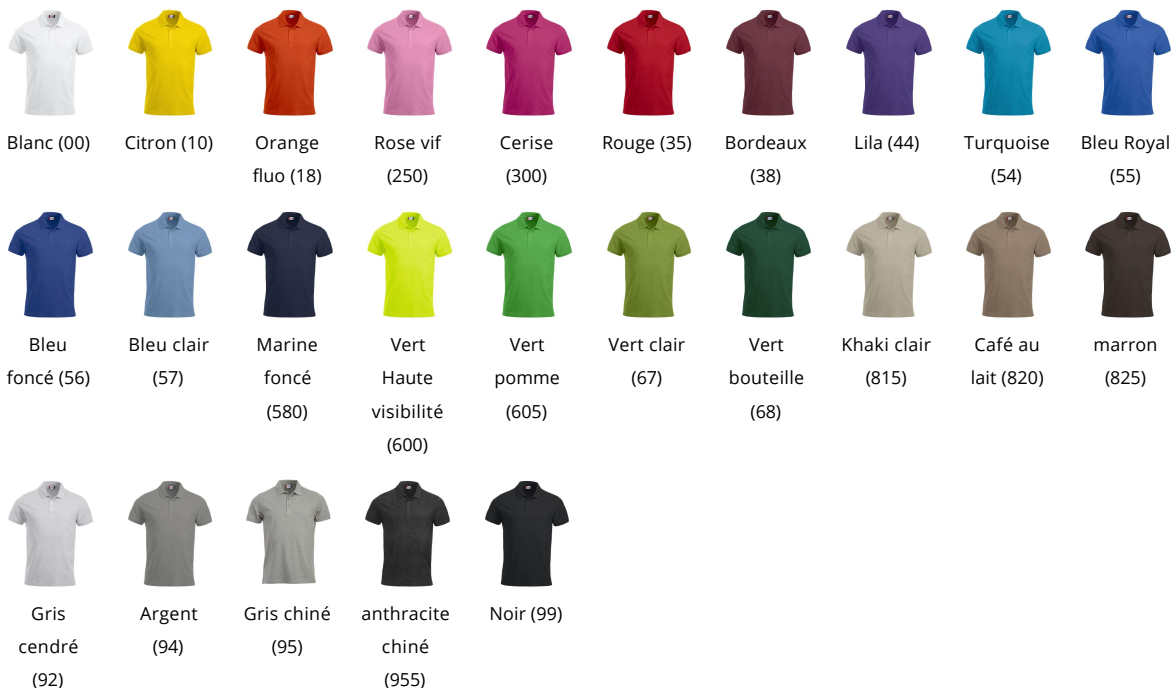 Blanc (00)
Citron (10)
Orange
fluo (18)
Rose vif
(250)
Cerise
(300)
Rouge (35)
Bordeaux
(38)
Lila (44)
Turquoise
(54)
Bleu Royal
(55)
Bleu
foncé (56)
Bleu clair
(57)
Marine
foncé
(580)
Vert
Haute
visibilité
(600)
Vert
pomme
(605)
Vert clair
(67)
Vert
bouteille
(68)
Khaki clair
(815)
Café au
lait (820)
marron
(825)
Gris
cendré
(92)
Argent
(94)
Gris chiné
(95)
anthracite
chiné
(955)
Noir (99)